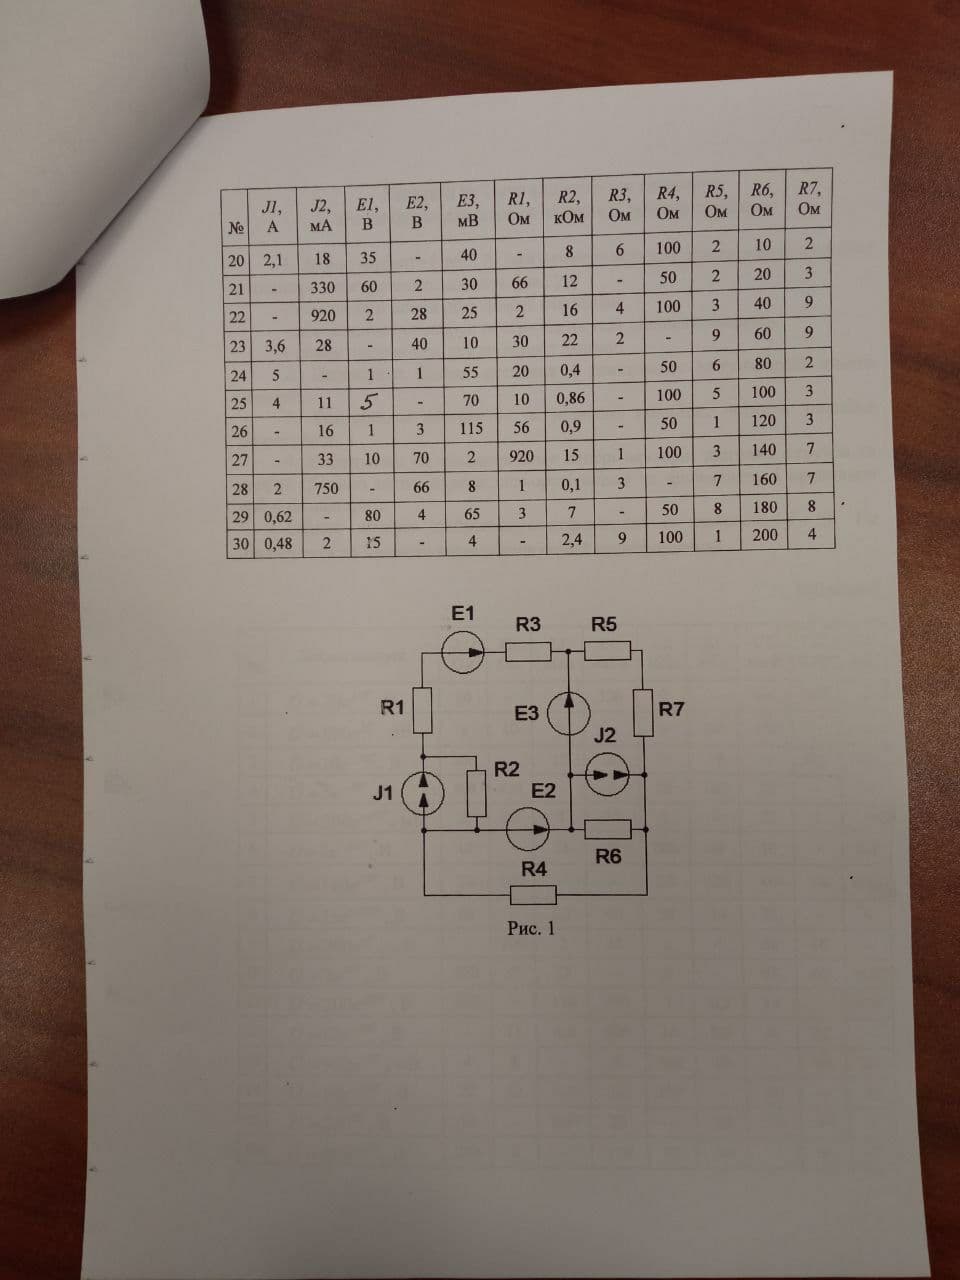 № J1, А J2, мА E1, В E2, В E3, мВ R1, Ом R2, кОм R3, Ом R4, Ом R5, Ом R6, Ом R7, Ом
20 2,1 18 35 - 40 - 8 6 100 2 10 2
21 - 330 60 2 30 66 12 - 50 2 20 3
22 - 920 2 28 25 2 16 4 100 3 40 9
23 3,6 28 - 40 10 30 22 2 - 9 60 9
24 5 - 1 1 55 20 0,4 - 50 6 80 2
25 4 11 5 - 70 10 0,86 - 100 5 100 3
26 - 16 1 3 115 56 0,9 - 50 1 120 3
27 - 33 10 70 2 920 15 1 100 3 140 7
28 2 750 - 66 8 1 0,1 3 - 7 160 7
29 0,62 - 80 4 65 3 7 - 50 8 180 8
30 0,48 2 15 - 4 - 2,4 9 100 1 200 4
E1
R3 R5
R1 E3 R7
J2
R2
J1 E2
R6
R4
Рис. 1